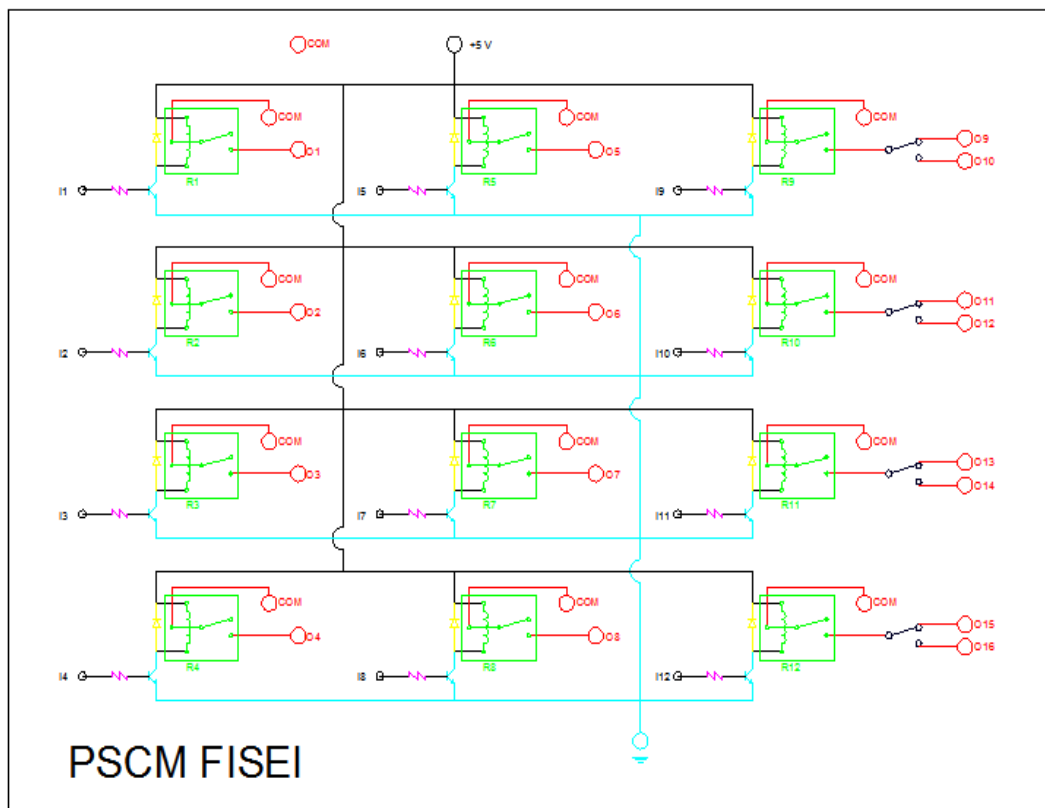 COM +5 V
COM COM COM
O1 O5 O9
O10
R1 R5 R9
I1 I5 I9
COM COM COM
O2 O6 O11
O12
R2 R6 R10
I2 I6 I10
COM COM COM
O3 O7 O13
O14
R3 R7 R11
I3 I7 I11
COM COM COM
O4 O8 O15
O16
R4 R8 R12
I4 I8 I12
PSCM FISEI